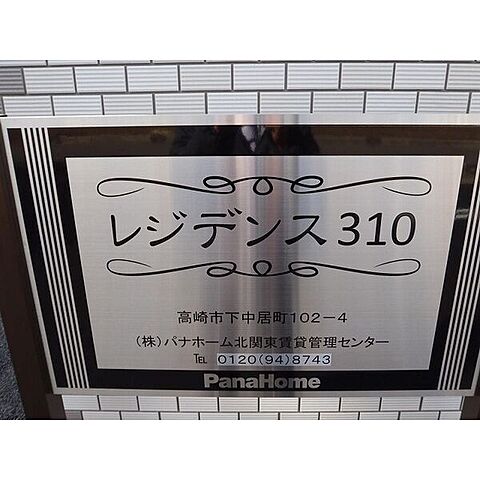 レジデンス310
高崎市下中居町102-4
(株)パナホーム北関東賃貸管理センター
TEL 0120(94)8743
PanaHome